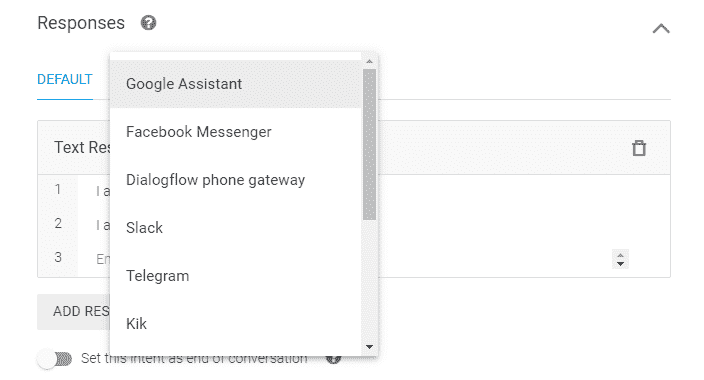 Responses
DEFAULT
Google Assistant
Facebook Messenger
Text Res
Dialogflow phone gateway
1 I a
Slack
2 I a
3 En
Telegram
ADD RES
Kik
Set this intent as end of conversation